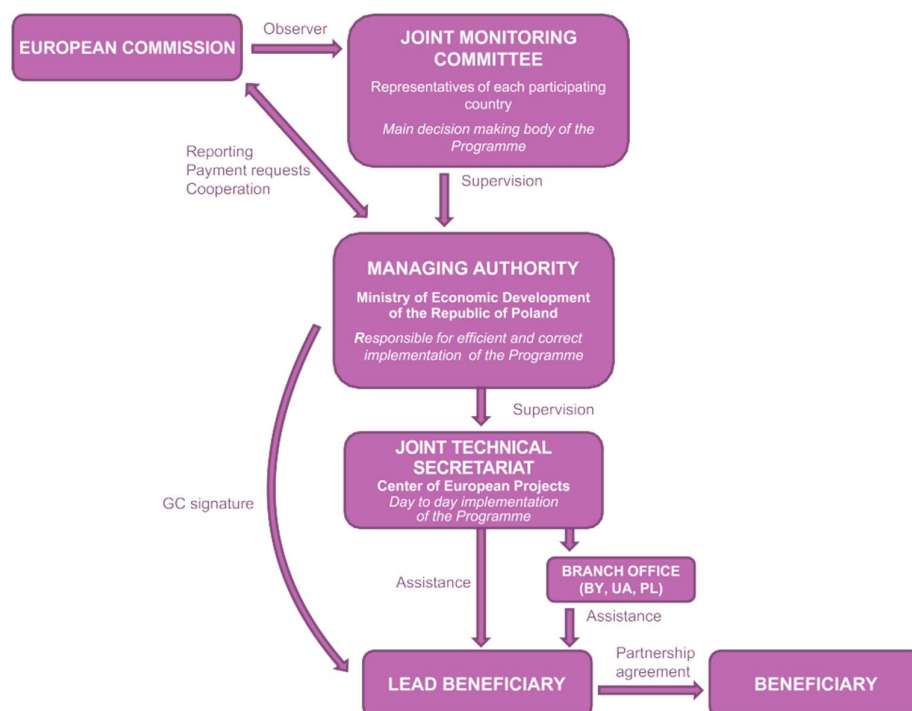 EUROPEAN COMMISSION
Observer
JOINT MONITORING
COMMITTEE
Representatives of each participating
country
Main decision making body of the
Programme
Reporting
Payment requests
Cooperation
Supervision
MANAGING AUTHORITY
Ministry of Economic Development
of the Republic of Poland
Responsible for efficient and correct
implementation of the Programme
Supervision
JOINT TECHNICAL
SECRETARIAT
Center of European Projects
Day to day implementation
of the Programme
GC signature
Assistance
BRANCH OFFICE
(BY, UA, PL)
Assistance
LEAD BENEFICIARY
Partnership
agreement
BENEFICIARY